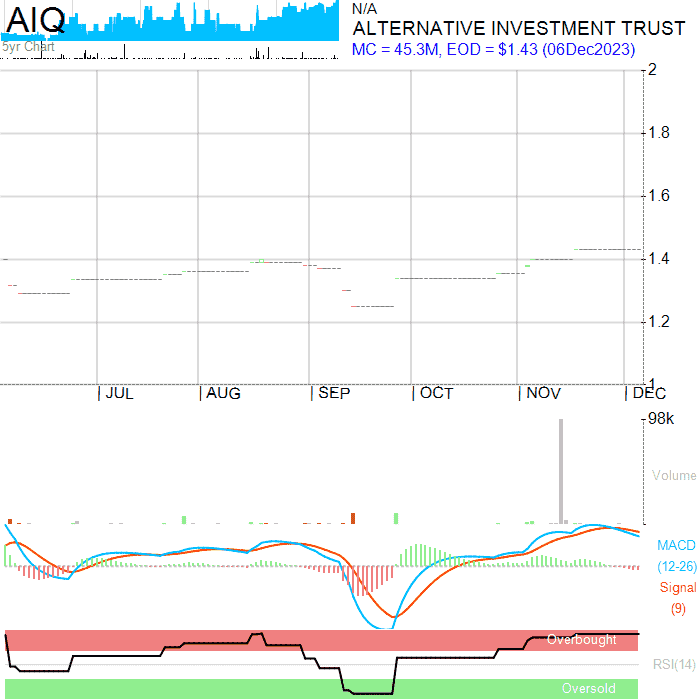 AIQ
5yr Chart
N/A
ALTERNATIVE INVESTMENT TRUST
MC = 45.3M, EOD = $1.43 (06Dec2023)
2
1.8
1.6
1.4
1.2
1
| JUL | AUG | SEP | OCT | NOV | DEC
98k
Volume
MACD
(12-26)
Signal
(9)
Overbought
RSI(14)
Oversold